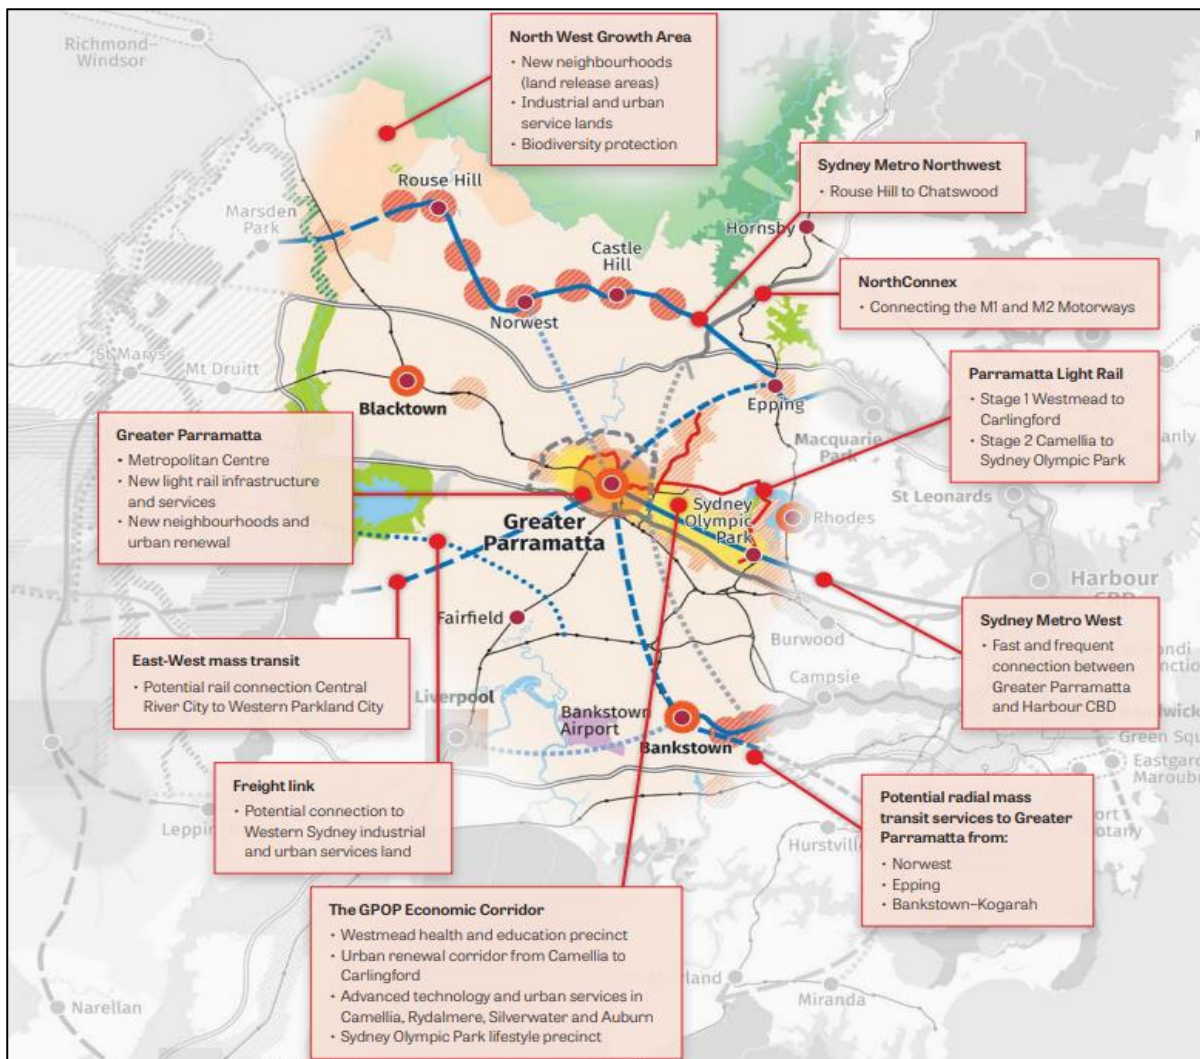 Richmond–
Windsor
North West Growth Area
• New neighbourhoods
(land release areas)
• Industrial and urban
service lands
• Biodiversity protection
Sydney Metro Northwest
• Rouse Hill to Chatswood
Rouse Hill
Marsden
Park
Hornsby
Castle
Hill
NorthConnex
• Connecting the M1 and M2 Motorways
Norwest
St Marys
Mt Druitt
Blacktown
Epping
Parramatta Light Rail
• Stage 1 Westmead to
Carlingford
• Stage 2 Camellia to
Sydney Olympic Park
Macquarie
Park
St Leonards
Greater Parramatta
• Metropolitan Centre
• New light rail infrastructure
and services
• New neighbourhoods and
urban renewal
Greater
Parramatta
Sydney
Olympic
Park
Rhodes
Harbour
CBD
Fairfield
Burwood
Sydney Metro West
• Fast and frequent
connection between
Greater Parramatta
and Harbour CBD
East-West mass transit
• Potential rail connection Central
River City to Western Parkland City
Liverpool
Campsie
Bankstown
Airport
Bankstown
Green Squ
Eastgard
Maroubr
Freight link
• Potential connection to
Western Sydney industrial
and urban services land
Lepping
Potential radial mass
transit services to Greater
Parramatta from:
• Norwest
• Epping
• Bankstown–Kogarah
Hurstville
The GPOP Economic Corridor
• Westmead health and education precinct
• Urban renewal corridor from Camellia to
Carlingford
• Advanced technology and urban services in
Camellia, Rydalmere, Silverwater and Auburn
• Sydney Olympic Park lifestyle precinct
Miranda
Narellan